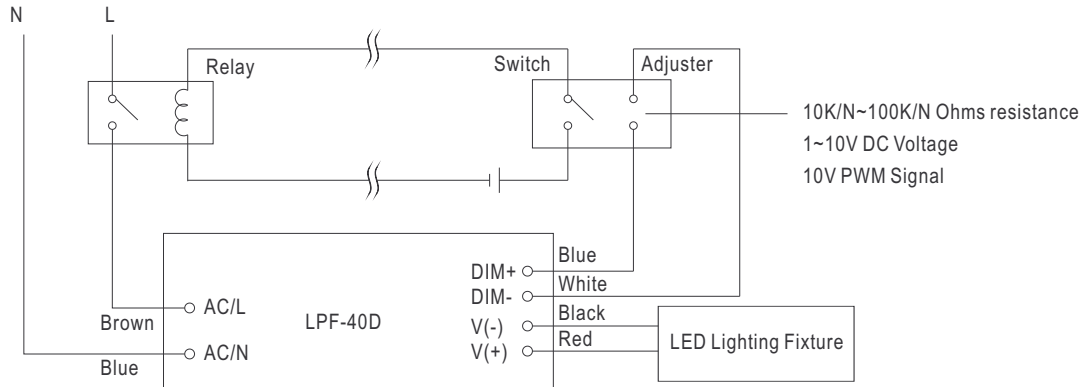 N
L
Relay
Switch
Adjuster
10K/N~100K/N Ohms resistance
1~10V DC Voltage
10V PWM Signal
Blue
DIM+
White
DIM-
Black
V(-)
Red
V(+)
AC/L
Brown
LPF-40D
AC/N
Blue
LED Lighting Fixture